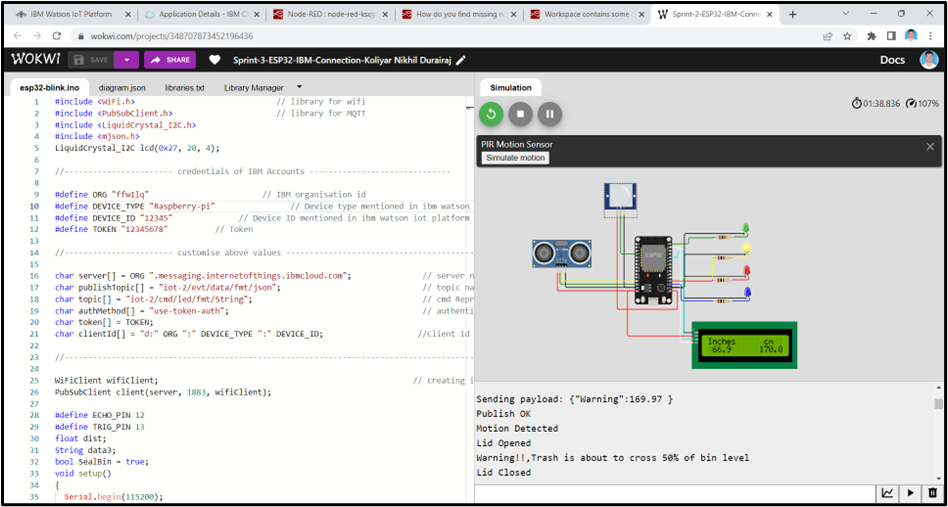 IBM Watson IoT Platform
Application Details - IBM Cl
Node-RED : node-red-ksqy
How do you find missing n
Workspace contains some
Sprint-2-ESP32-IBM-Conne
wokwi.com/projects/348707873452196436
WOKWI
SAVE
SHARE
Sprint-3-ESP32-IBM-Connection-Koliyar Nikhil Durairaj
Docs
esp32-blink.ino
diagram.json
libraries.txt
Library Manager
1 #include <WiFi.h> // library for wifi
2 #include <PubSubClient.h> // library for MQTT
3 #include <LiquidCrystal_I2C.h>
4 #include <mjson.h>
5 LiquidCrystal_I2C lcd(0x27, 20, 4);
6
7 //---------------------- credentials of IBM Accounts ----------------------------
8
9 #define ORG "ffw1lq" // IBM organisation id
10 #define DEVICE_TYPE "Raspberry-pi" // Device type mentioned in ibm watson
11 #define DEVICE_ID "12345" // Device ID mentioned in ibm watson iot platform
12 #define TOKEN "12345678" // Token
13
14 //---------------------- customise above values -----------------------
15
16 char server[] = ORG ".messaging.internetofthings.ibmcloud.com"; // server n
17 char publishTopic[] = "iot-2/evt/data/fmt/json"; // topic na
18 char topic[] = "iot-2/cmd/led/fmt/String"; // cmd Repr
19 char authMethod[] = "use-token-auth"; // authenti
20 char token[] = TOKEN;
21 char clientId[] = "d:" ORG ":" DEVICE_TYPE ":" DEVICE_ID; //Client id
22
23 //----------------------------------------------------------------
24
25 WiFiClient wifiClient; // creating i
26 PubSubClient client(server, 1883, wifiClient);
27
28 #define ECHO_PIN 12
29 #define TRIG_PIN 13
30 float dist;
31 String data3;
32 bool SealBin = true;
33 void setup()
34 {
35 Serial.begin(115200);
Simulation
01:38.836
107%
PIR Motion Sensor
Simulate motion
ESP32
Inches cm
66.9 170.0
Sending payload: {"Warning":169.97 }
Publish OK
Motion Detected
Lid Opened
Warning!!,Trash is about to cross 50% of bin level
Lid Closed